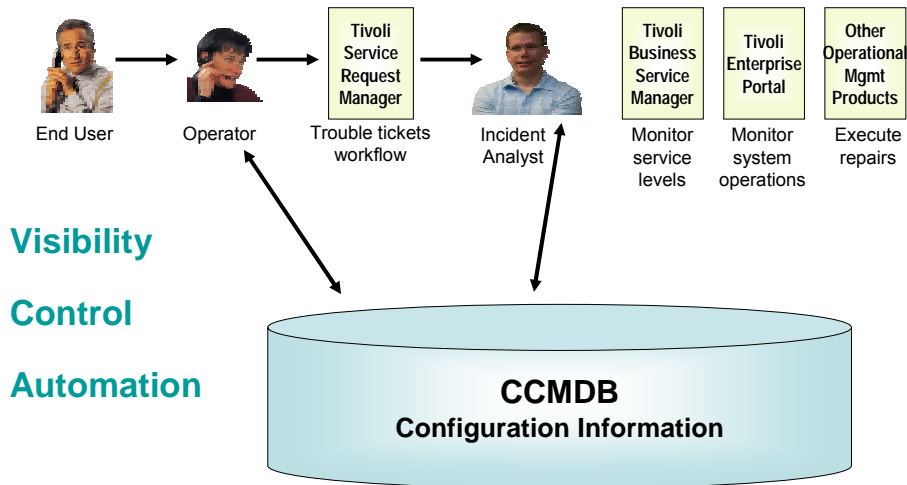 Tivoli
Service
Request
Manager
Tivoli
Business
Service
Manager
Tivoli
Enterprise
Portal
Other
Operational
Mgmt
Products
End User
Operator
Trouble tickets
workflow
Incident
Analyst
Monitor
service
levels
Monitor
system
operations
Execute
repairs
Visibility
Control
Automation
CCMDB
Configuration Information